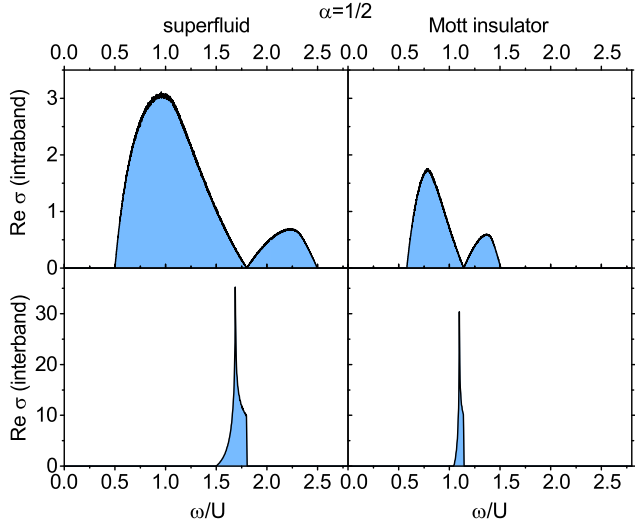 α=1/2
superfluid
Mott insulator
0.0 0.5 1.0 1.5 2.0 2.5 0.0 0.5 1.0 1.5 2.0 2.5
Re σ (intraband)
3
2
1
0
Re σ (interband)
30
20
10
0
0.0 0.5 1.0 1.5 2.0 2.5 0.0 0.5 1.0 1.5 2.0 2.5
ω/U
ω/U